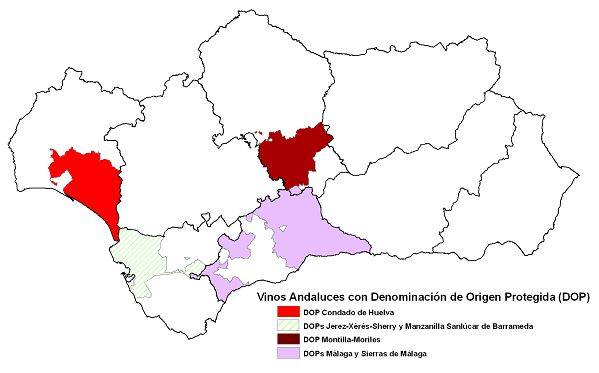 Vinos Andaluces con Denominación de Origen Protegida (DOP)
DOP Condado de Huelva
DOPs Jerez-Xérès-Sherry y Manzanilla Sanlúcar de Barrameda
DOP Montilla-Moriles
DOPs Málaga y Sierras de Málaga